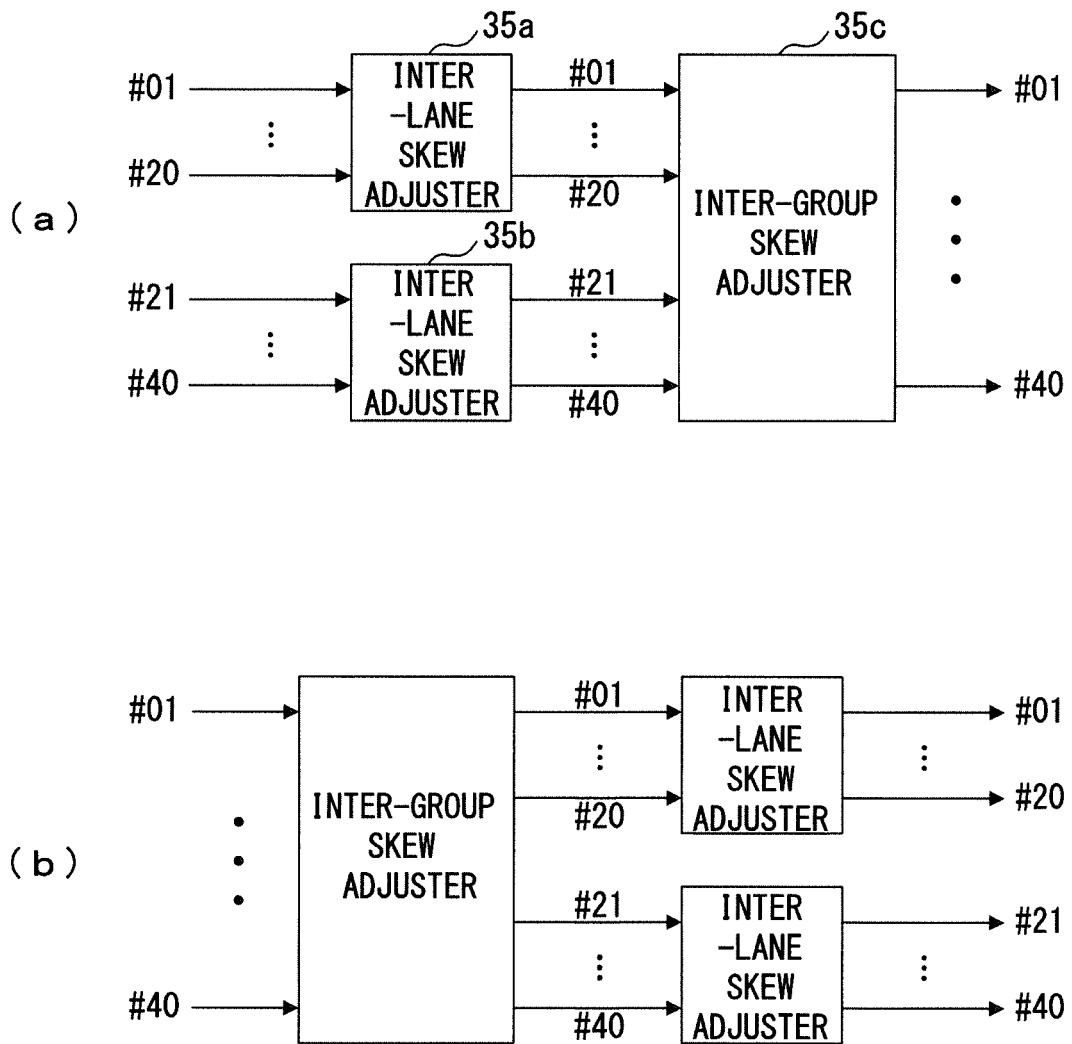 35a
35c
#01
INTER
-LANE
SKEW
ADJUSTER
#01
#01
#20
#20
(a)
35b
INTER-GROUP
SKEW
ADJUSTER
#21
INTER
-LANE
SKEW
ADJUSTER
#21
#40
#40
#40
#01
#01
INTER
-LANE
SKEW
ADJUSTER
#01
#20
#20
(b)
INTER-GROUP
SKEW
ADJUSTER
#21
INTER
-LANE
SKEW
ADJUSTER
#21
#40
#40
#40